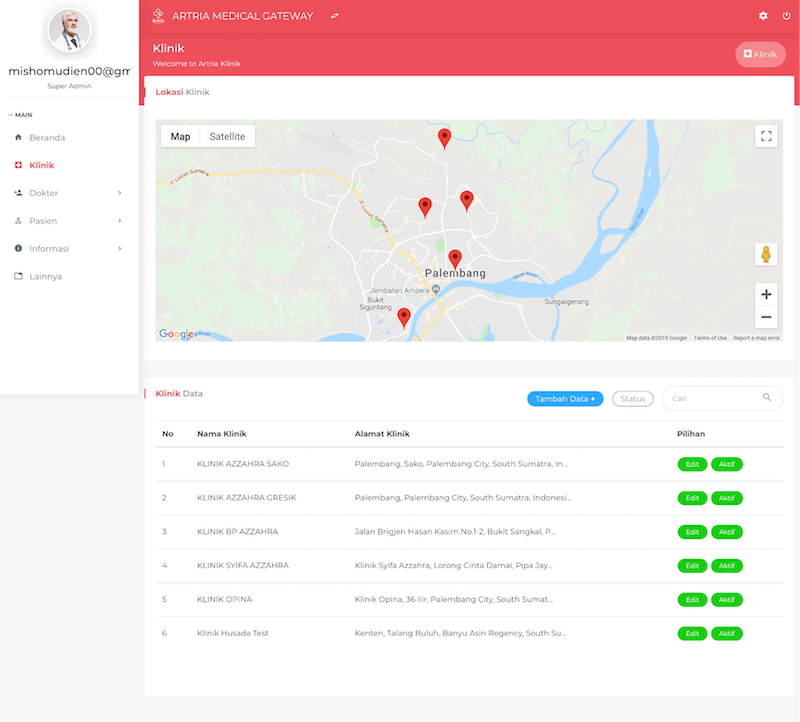 Artria
ARTRIA MEDICAL GATEWAY
mishomudien00@gm
Super Admin
MAIN
Beranda
Klinik
Dokter
Pasien
Informasi
Lainnya
Klinik
Welcome to Artria Klinik
Klinik
Lokasi Klinik
Map Satellite
Jl. Lintas Sumatra
Jl. Lintas Sumatra
Musi River
Palembang
Musi River
Jembatan Ampera
Bukit
Siguntang
Sungaigerong
Google
Map data ©2019 Google Terms of Use Report a map error
Klinik Data
Tambah Data +
Status
Cari
No Nama Klinik Alamat Klinik Pilihan
1 KLINIK AZZAHRA SAKO Palembang, Sako, Palembang City, South Sumatra, In... Edit Aktif
2 KLINIK AZZAHRA GRESIK Palembang, Palembang City, South Sumatra, Indonesi... Edit Aktif
3 KLINIK BP AZZAHRA Jalan Brigjen Hasan Kasim No.1-2, Bukit Sangkal, P... Edit Aktif
4 KLINIK SYIFA AZZAHRA Klinik Syifa Azzahra, Lorong Cinta Damai, Pipa Jay... Edit Aktif
5 KLINIK OPINA Klinik Opina, 36 Ilir, Palembang City, South Sumat... Edit Aktif
6 Klinik Husada Test Kenten, Talang Buluh, Banyu Asin Regency, South Su... Edit Aktif